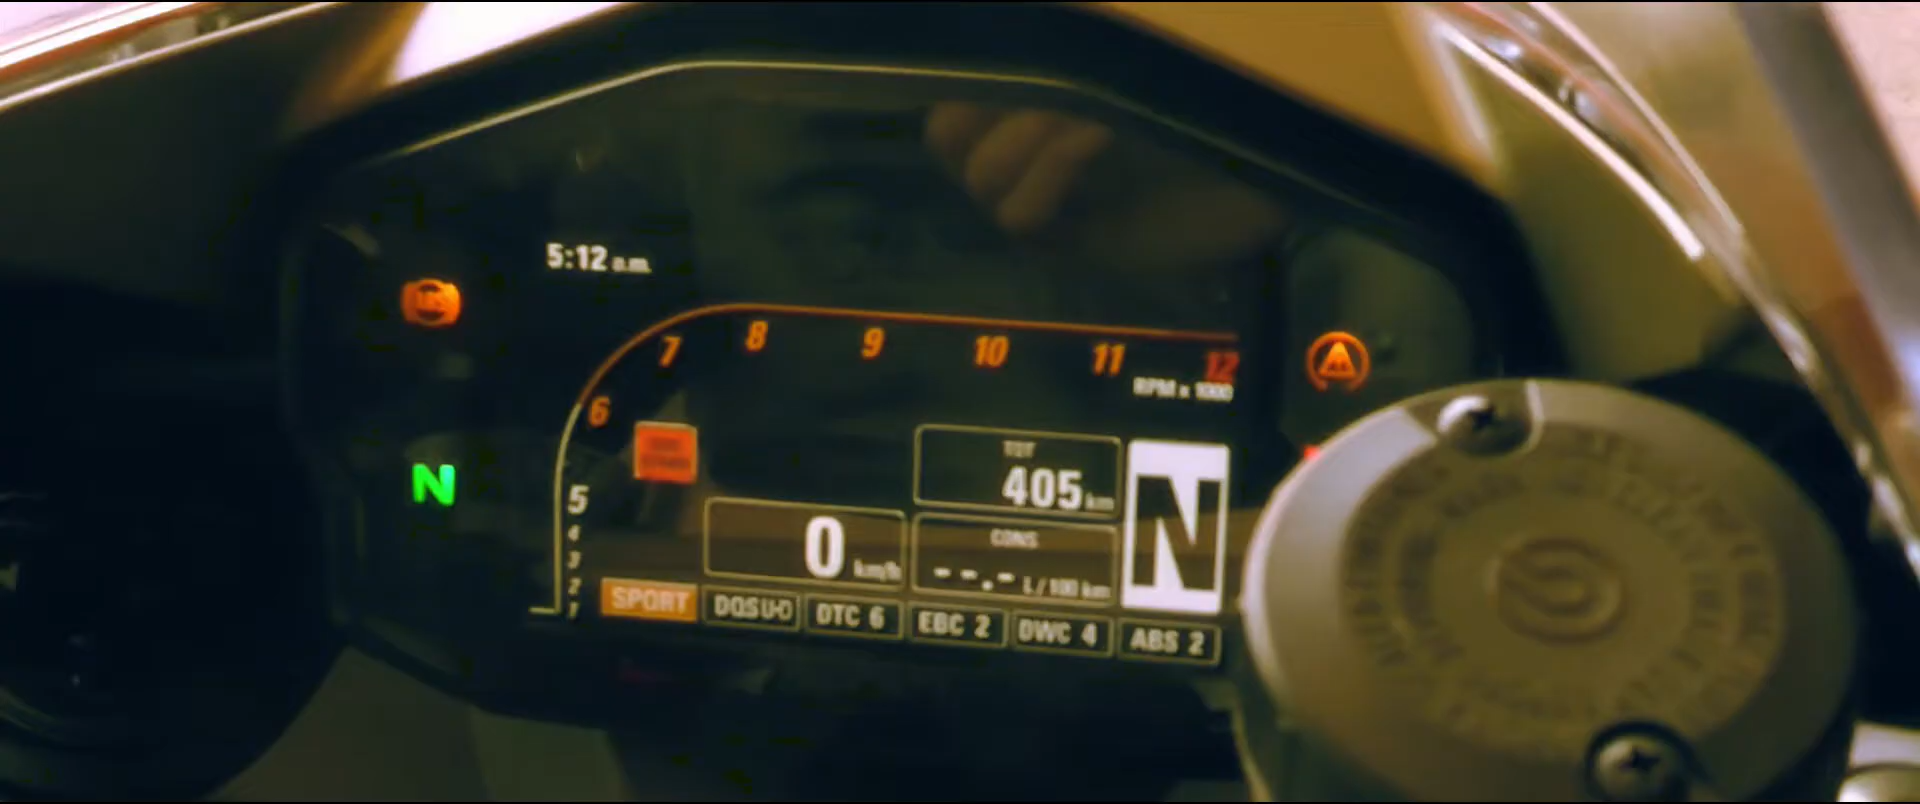 5:12 a.m.
7 8 9 10 11 12
RPM x 1000
6
5
4
3
2
1
N
TOT
405 km
N
0 km/h
CONS.
--.- L/100 km
SPORT DQS U-D DTC 6 EBC 2 DWC 4 ABS 2